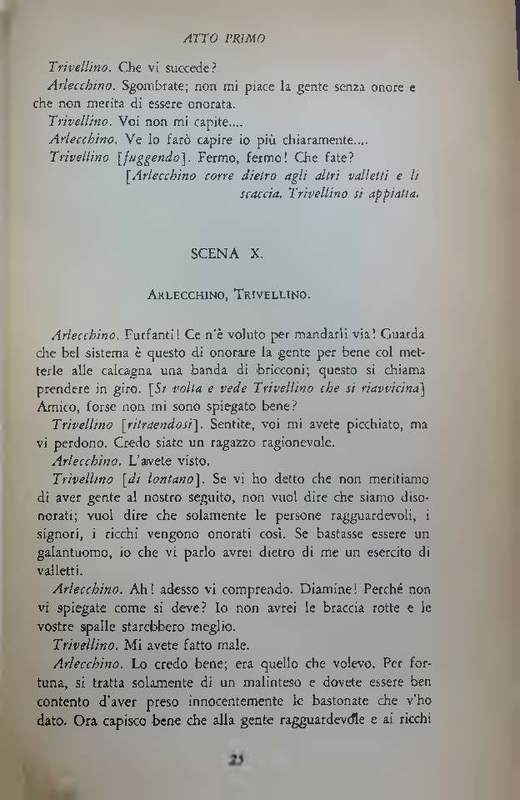 ATTO PRIMO
Trivellino. Che vi succede?
Arlecchino. Sgombrate; non mi piace la gente senza onore e
che non merita di essere onorata.
Trivellino. Voi non mi capite....
Arlecchino. Ve lo farò capire io più chiaramente....
Trivellino [fuggendo]. Fermo, fermo! Che fate?
[Arlecchino corre dietro agli altri valletti e li
scaccia. Trivellino si appiatta.
SCENA X.
ARLECCHINO, TRIVELLINO.
Arlecchino. Furfanti! Ce n'è voluto per mandarli via! Guarda
che bel sistema è questo di onorare la gente per bene col met-
terle alle calcagna una banda di bricconi; questo si chiama
prendere in giro. [Si volta e vede Trivellino che si riavvicina]
Amico, forse non mi sono spiegato bene?
Trivellino [ritraendosi]. Sentite, voi mi avete picchiato, ma
vi perdono. Credo siate un ragazzo ragionevole.
Arlecchino. L'avete visto.
Trivellino [di lontano]. Se vi ho detto che non meritiamo
di aver gente al nostro seguito, non vuol dire che siamo diso-
norati; vuol dire che solamente le persone ragguardevoli, i
signori, i ricchi vengono onorati così. Se bastasse essere un
galantuomo, io che vi parlo avrei dietro di me un esercito di
valletti.
Arlecchino. Ah! adesso vi comprendo. Diamine! Perché non
vi spiegate come si deve? Io non avrei le braccia rotte e le
vostre spalle starebbero meglio.
Trivellino. Mi avete fatto male.
Arlecchino. Lo credo bene; era quello che volevo. Per for-
tuna, si tratta solamente di un malinteso e dovete essere ben
contento d'aver preso innocentemente le bastonate che v'ho
dato. Ora capisco bene che alla gente ragguardevole e ai ricchi
25